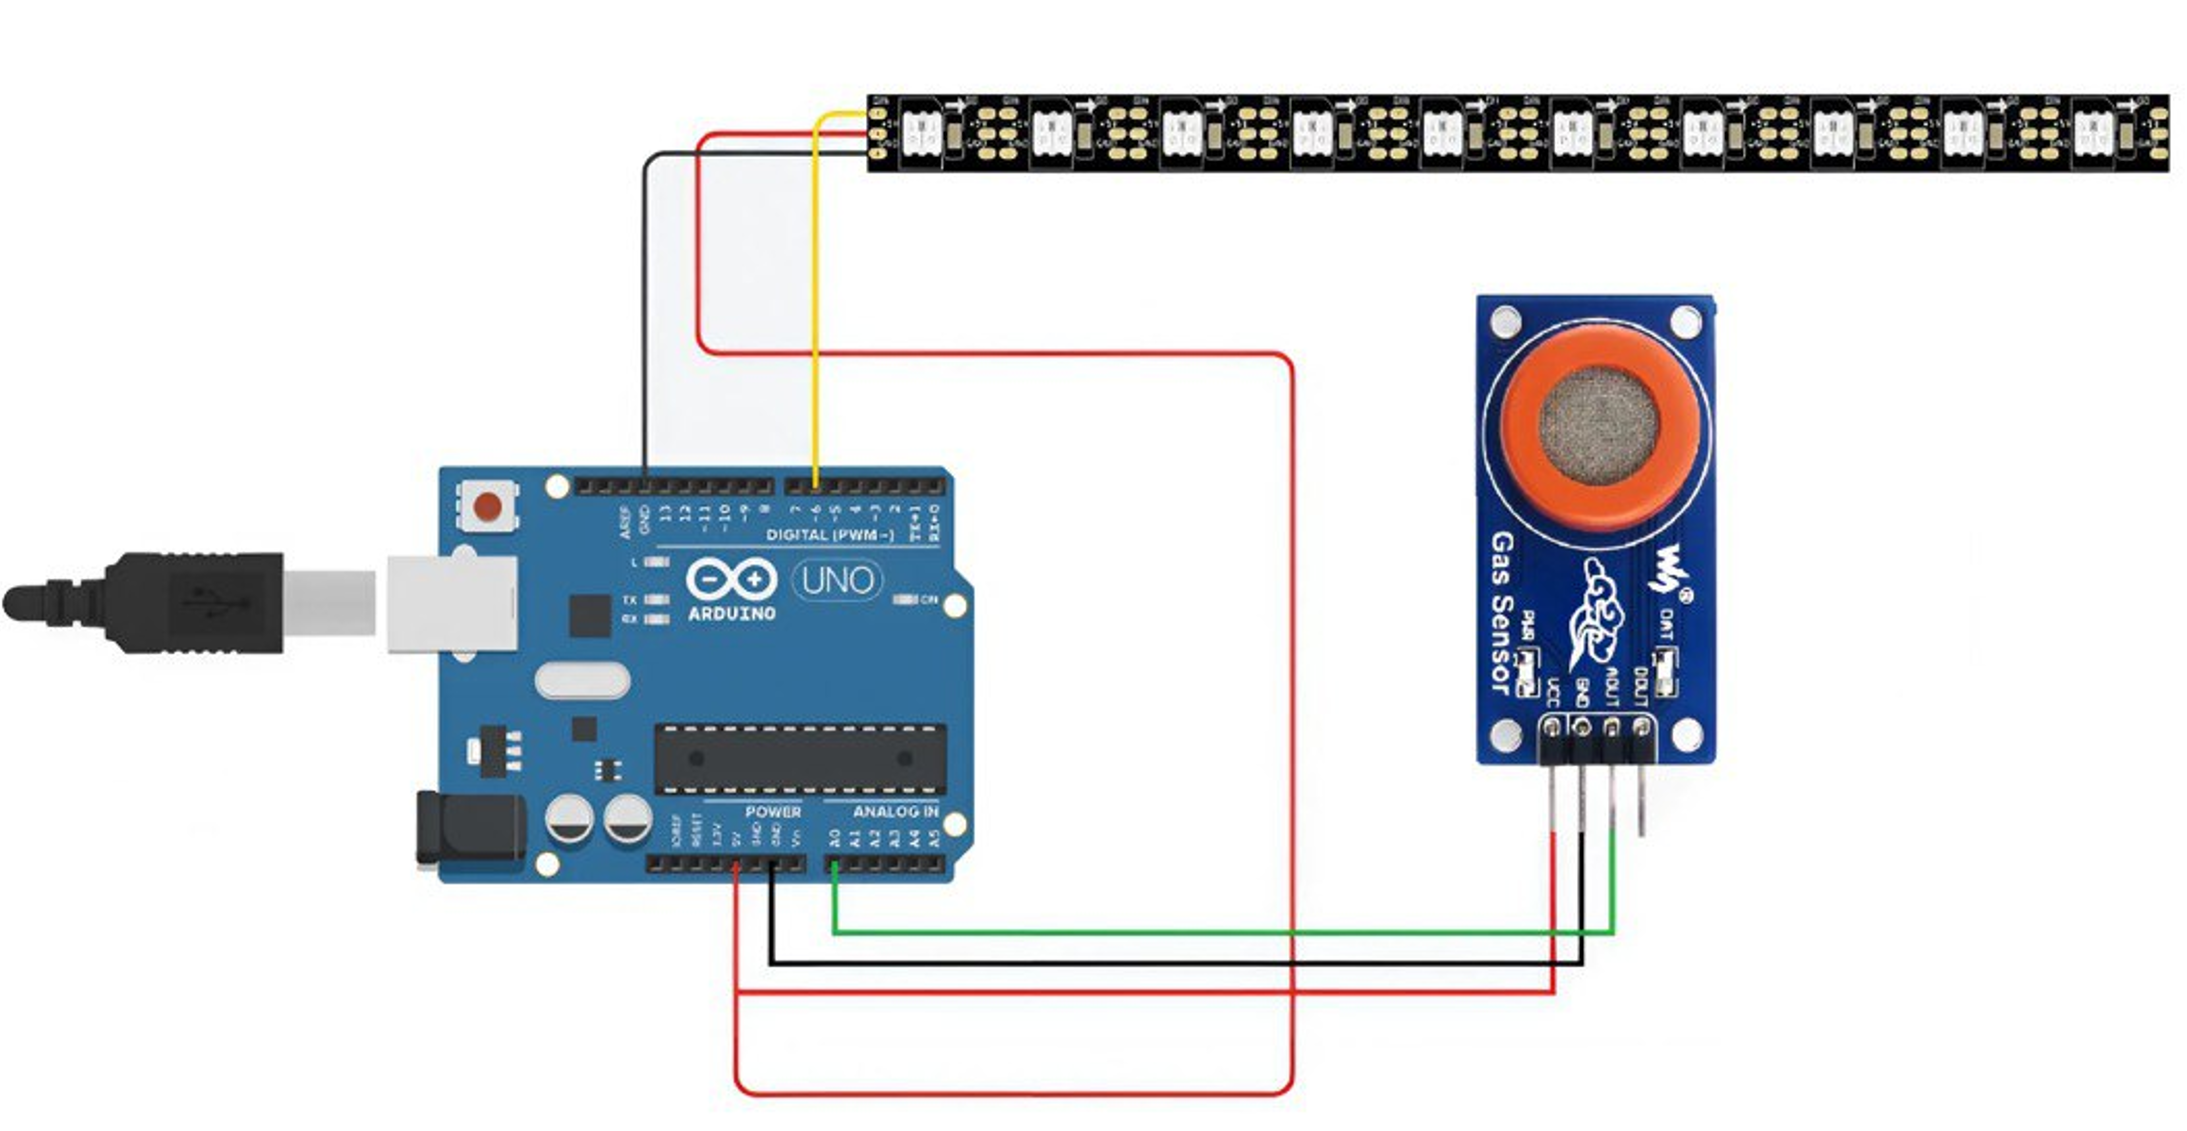 AREF
GND
13
12
~11
~10
~9
8
7
~6
~5
4
~3
2
TX→1
RX←0
DIGITAL (PWM~)
L
TX
RX
ARDUINO
UNO
ON
POWER
ANALOG IN
IOREF
RESET
3.3V
5V
GND
GND
Vin
A0
A1
A2
A3
A4
A5
Gas Sensor
PWR
DAT
VCC
GND
AOUT
DOUT